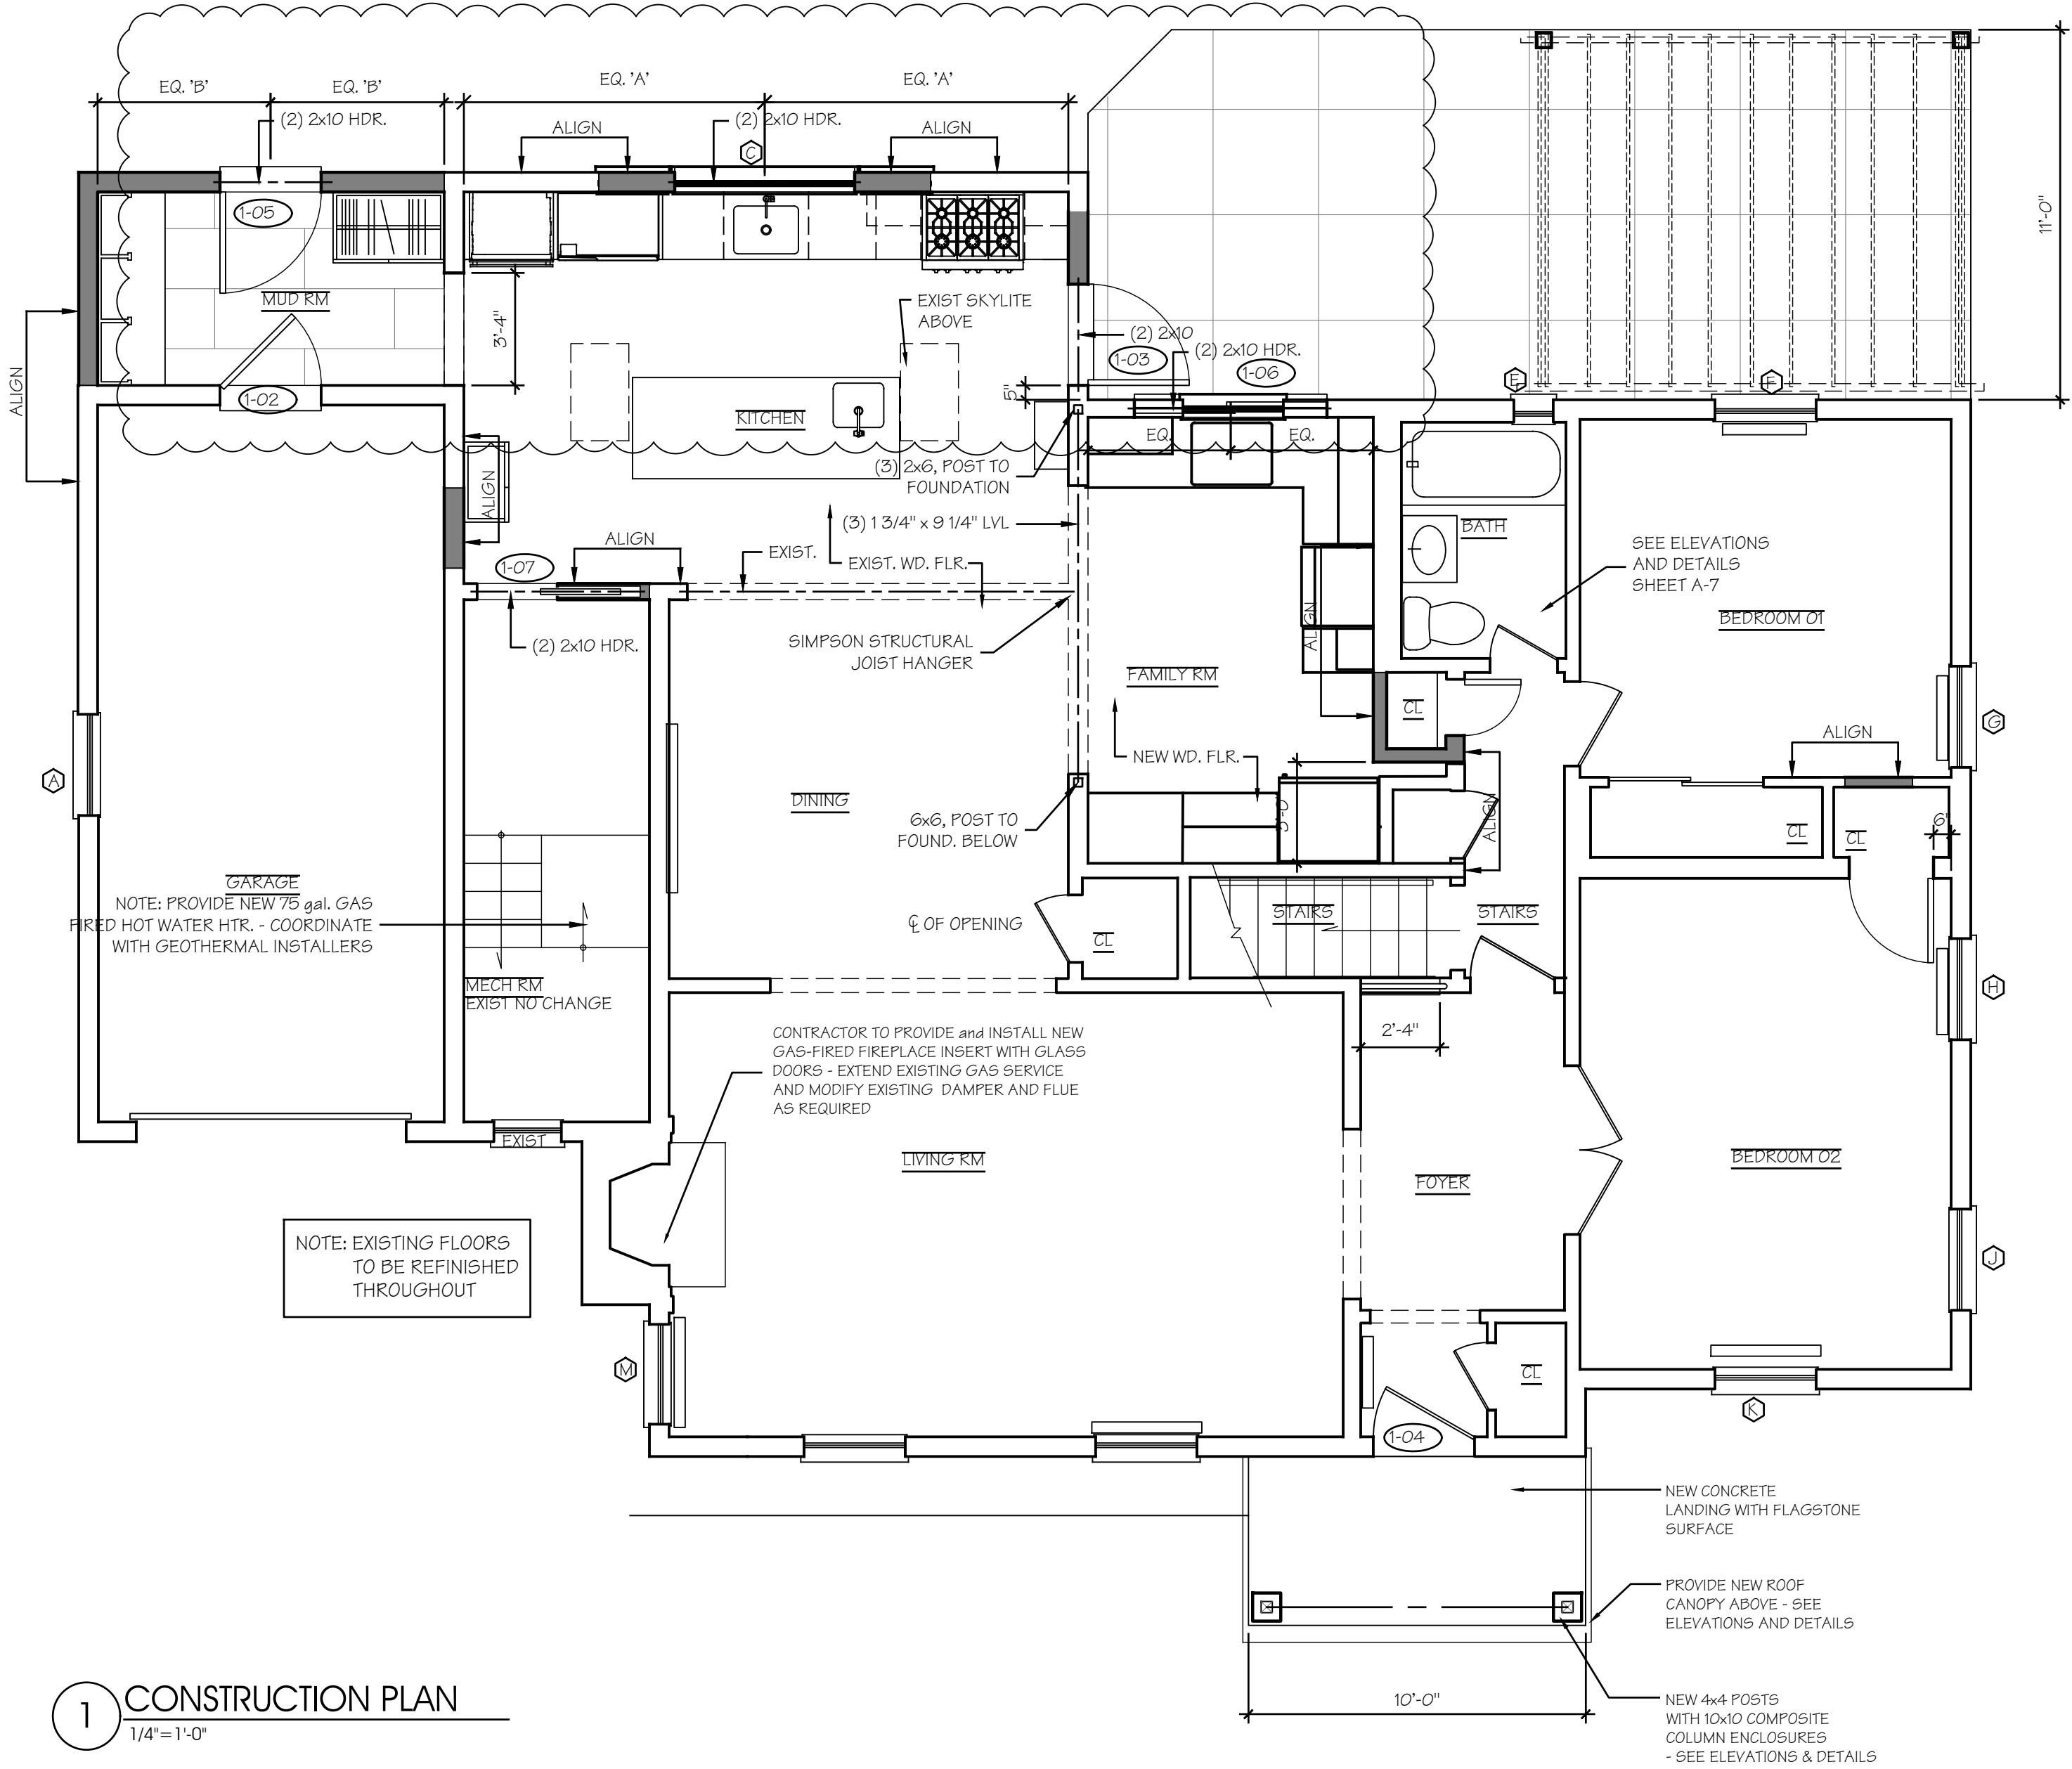 EQ. 'B'
EQ. 'B'
EQ. 'A'
EQ. 'A'
(2) 2x10 HDR.
ALIGN
(2) 2x10 HDR.
ALIGN
C
11'-0"
1-05
MUD RM
3'-4"
EXIST SKYLITE
ABOVE
(2) 2x10
1-03
(2) 2x10 HDR.
1-06
E
F
ALIGN
1-02
KITCHEN
5"
EQ.
EQ.
(3) 2x6, POST TO
FOUNDATION
ALIGN
(3) 1 3/4" x 9 1/4" LVL
BATH
ALIGN
EXIST.
EXIST. WD. FLR.
1-07
SEE ELEVATIONS
AND DETAILS
SHEET A-7
BEDROOM 01
ALIGN
(2) 2x10 HDR.
SIMPSON STRUCTURAL
JOIST HANGER
FAMILY RM
CL
G
ALIGN
NEW WD. FLR.
A
DINING
6x6, POST TO
FOUND. BELOW
3'-0"
ALIGN
CL
CL
6"
GARAGE
NOTE: PROVIDE NEW 75 gal. GAS
FIRED HOT WATER HTR. - COORDINATE
WITH GEOTHERMAL INSTALLERS
℄ OF OPENING
CL
STAIRS
STAIRS
MECH RM
EXIST NO CHANGE
H
2'-4"
CONTRACTOR TO PROVIDE and INSTALL NEW
GAS-FIRED FIREPLACE INSERT WITH GLASS
DOORS - EXTEND EXISTING GAS SERVICE
AND MODIFY EXISTING DAMPER AND FLUE
AS REQUIRED
EXIST
LIVING RM
FOYER
BEDROOM 02
NOTE: EXISTING FLOORS
TO BE REFINISHED
THROUGHOUT
J
M
CL
K
1-04
NEW CONCRETE
LANDING WITH FLAGSTONE
SURFACE
PROVIDE NEW ROOF
CANOPY ABOVE - SEE
ELEVATIONS AND DETAILS
10'-0"
NEW 4x4 POSTS
WITH 10x10 COMPOSITE
COLUMN ENCLOSURES
- SEE ELEVATIONS & DETAILS
1
CONSTRUCTION PLAN
1/4"=1'-0"